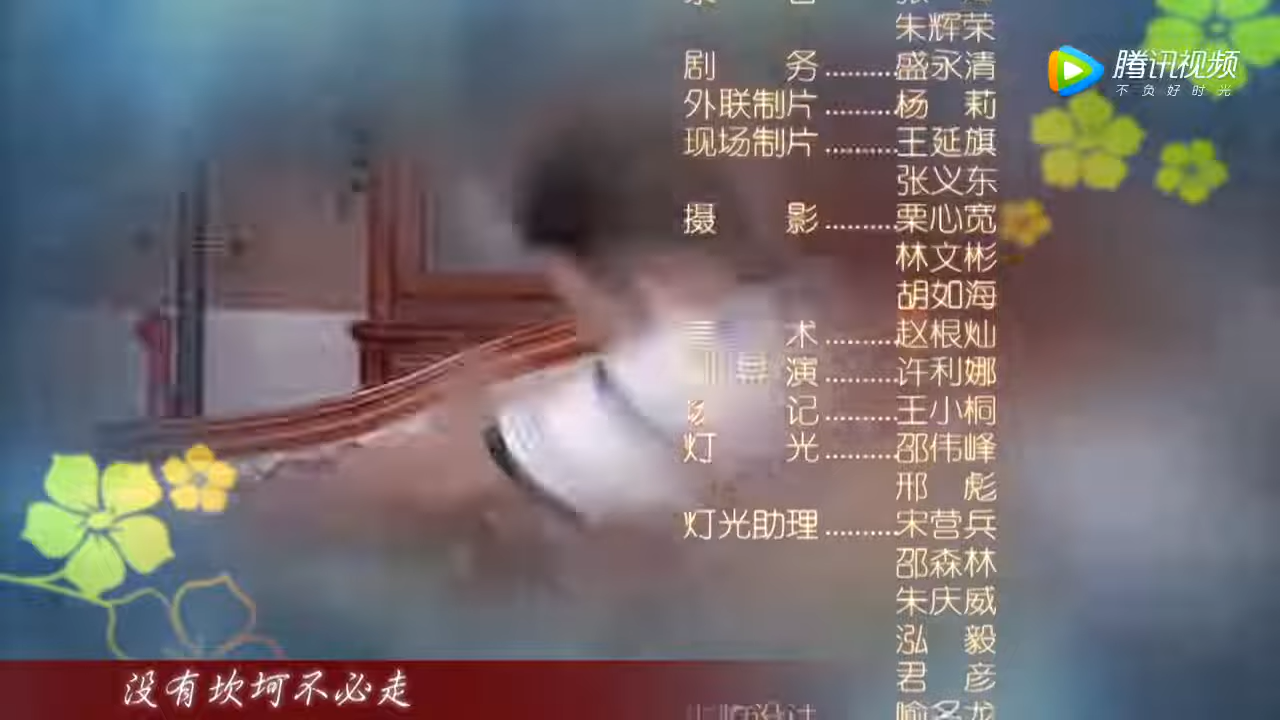 朱辉荣
剧 务.........盛永清
外联制片.........杨 莉
现场制片.........王延旗
张义东
摄 影.........栗心宽
林文彬
胡如海
术.........赵根灿
演.........许利娜
记.........王小桐
灯 光.........邵伟峰
邢 彪
灯光助理.........宋营兵
邵森林
朱庆威
泓 毅
君 彦
腾讯视频
不负好时光
没有坎坷不必走